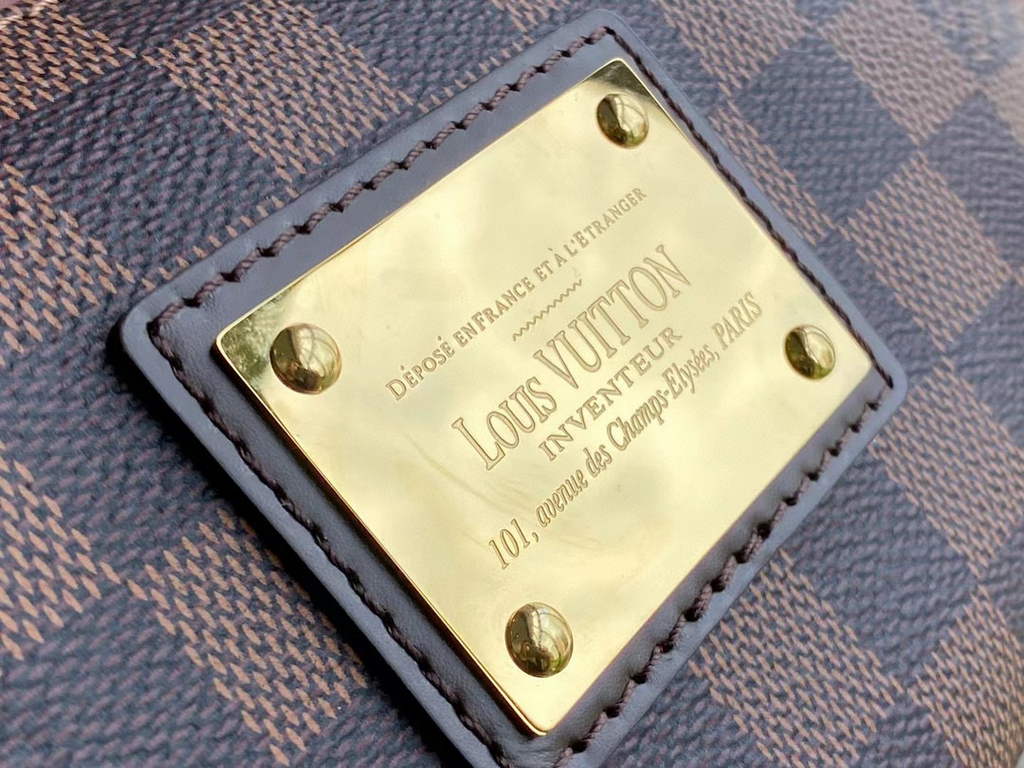 DÉPOSÉ EN FRANCE ET À L'ETRANGER
LOUIS VUITTON
INVENTEUR
101, avenue des Champs-Elysées, PARIS